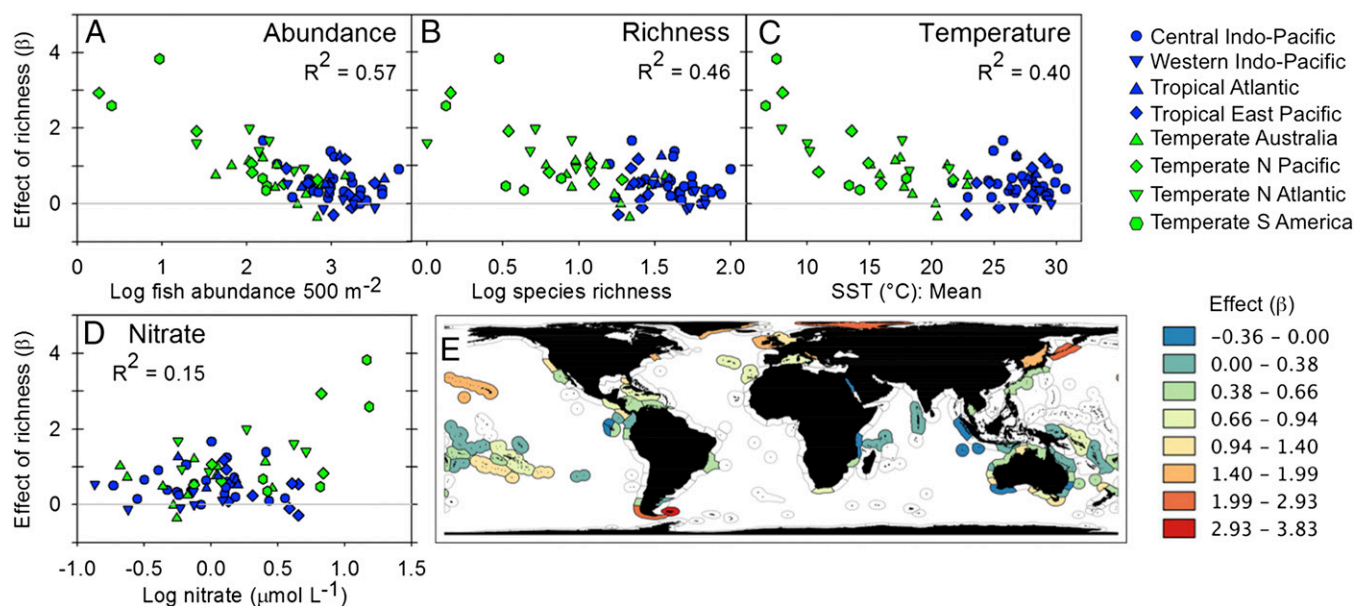 A Abundance
R² = 0.57
B Richness
R² = 0.46
C Temperature
R² = 0.40
Effect of richness (β)
4
2
0
0
1
2
3
Log fish abundance 500 m⁻²
0.0
0.5
1.0
1.5
2.0
Log species richness
10
15
20
25
30
SST (°C): Mean
Central Indo-Pacific
Western Indo-Pacific
Tropical Atlantic
Tropical East Pacific
Temperate Australia
Temperate N Pacific
Temperate N Atlantic
Temperate S America
D Nitrate
R² = 0.15
Effect of richness (β)
4
2
0
-1.0
-0.5
0.0
0.5
1.0
1.5
Log nitrate (μmol L⁻¹)
E
Effect (β)
−0.36 – 0.00
0.00 – 0.38
0.38 – 0.66
0.66 – 0.94
0.94 – 1.40
1.40 – 1.99
1.99 – 2.93
2.93 – 3.83